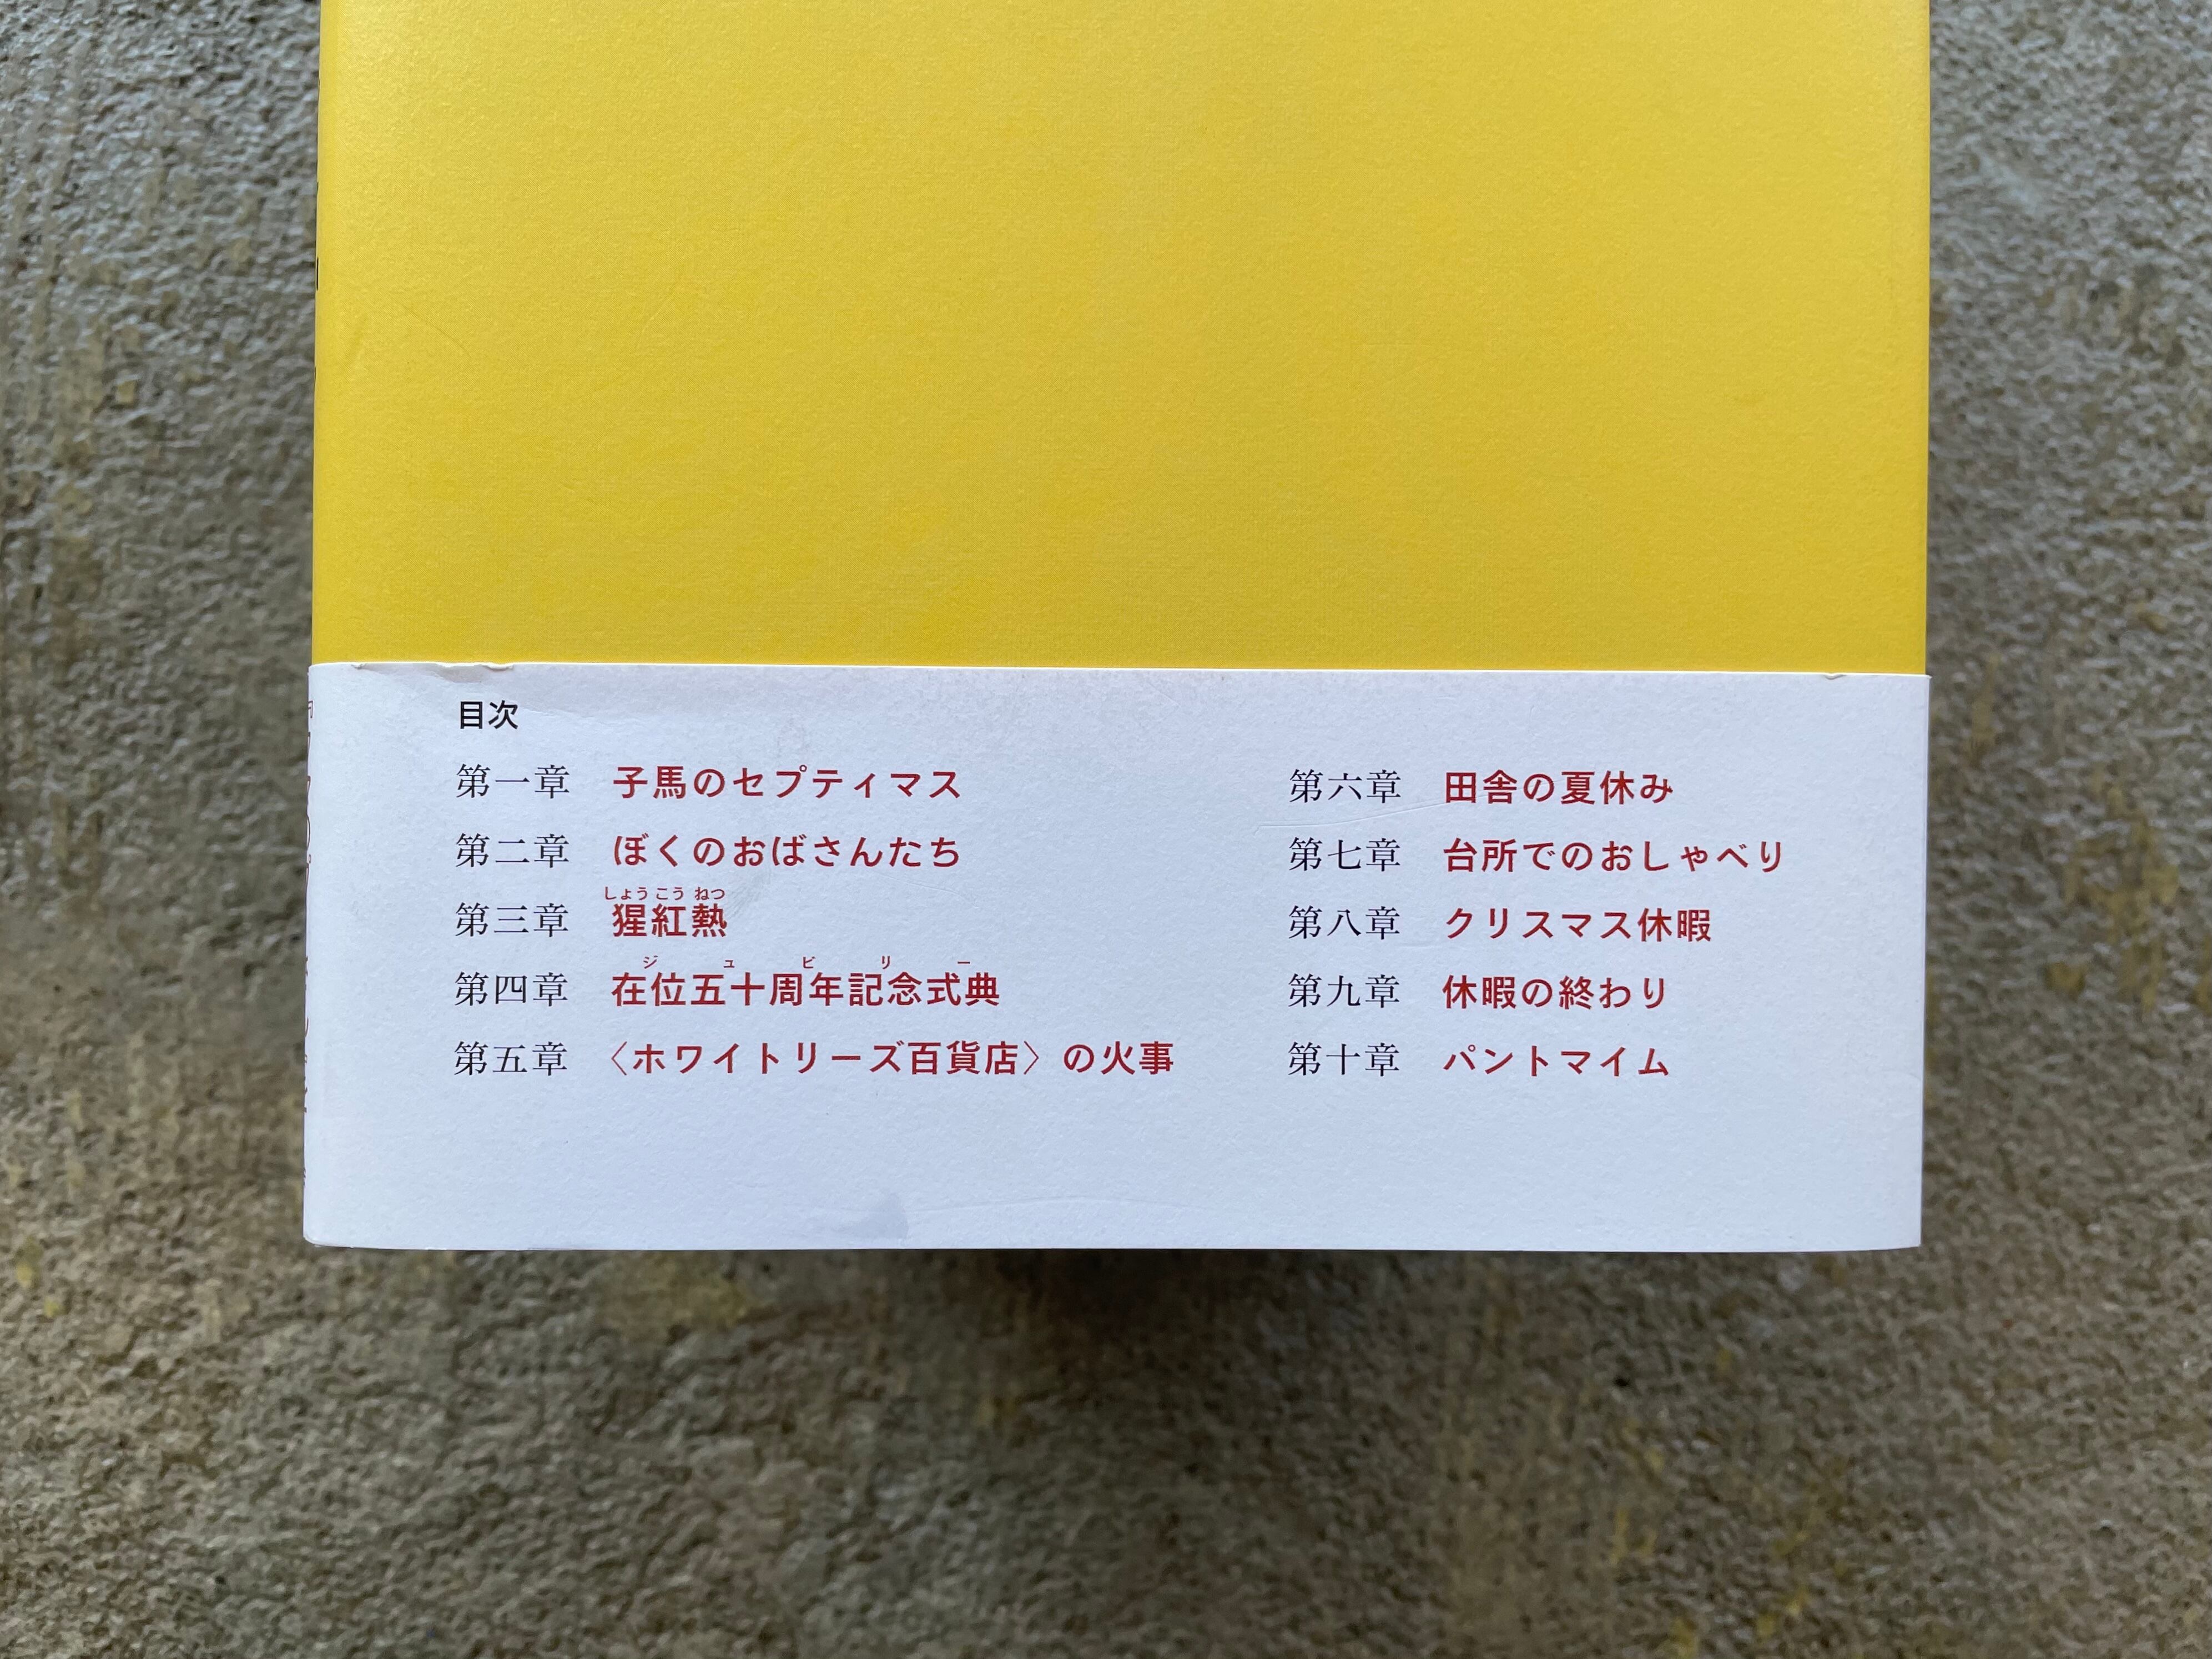 目次
第一章 子馬のセプティマス
第二章 ぼくのおばさんたち
しょうこうねつ
第三章 猩紅熱
ジュビリー
第四章 在位五十周年記念式典
第五章 〈ホワイトリーズ百貨店〉の火事
第六章 田舎の夏休み
第七章 台所でのおしゃべり
第八章 クリスマス休暇
第九章 休暇の終わり
第十章 パントマイム